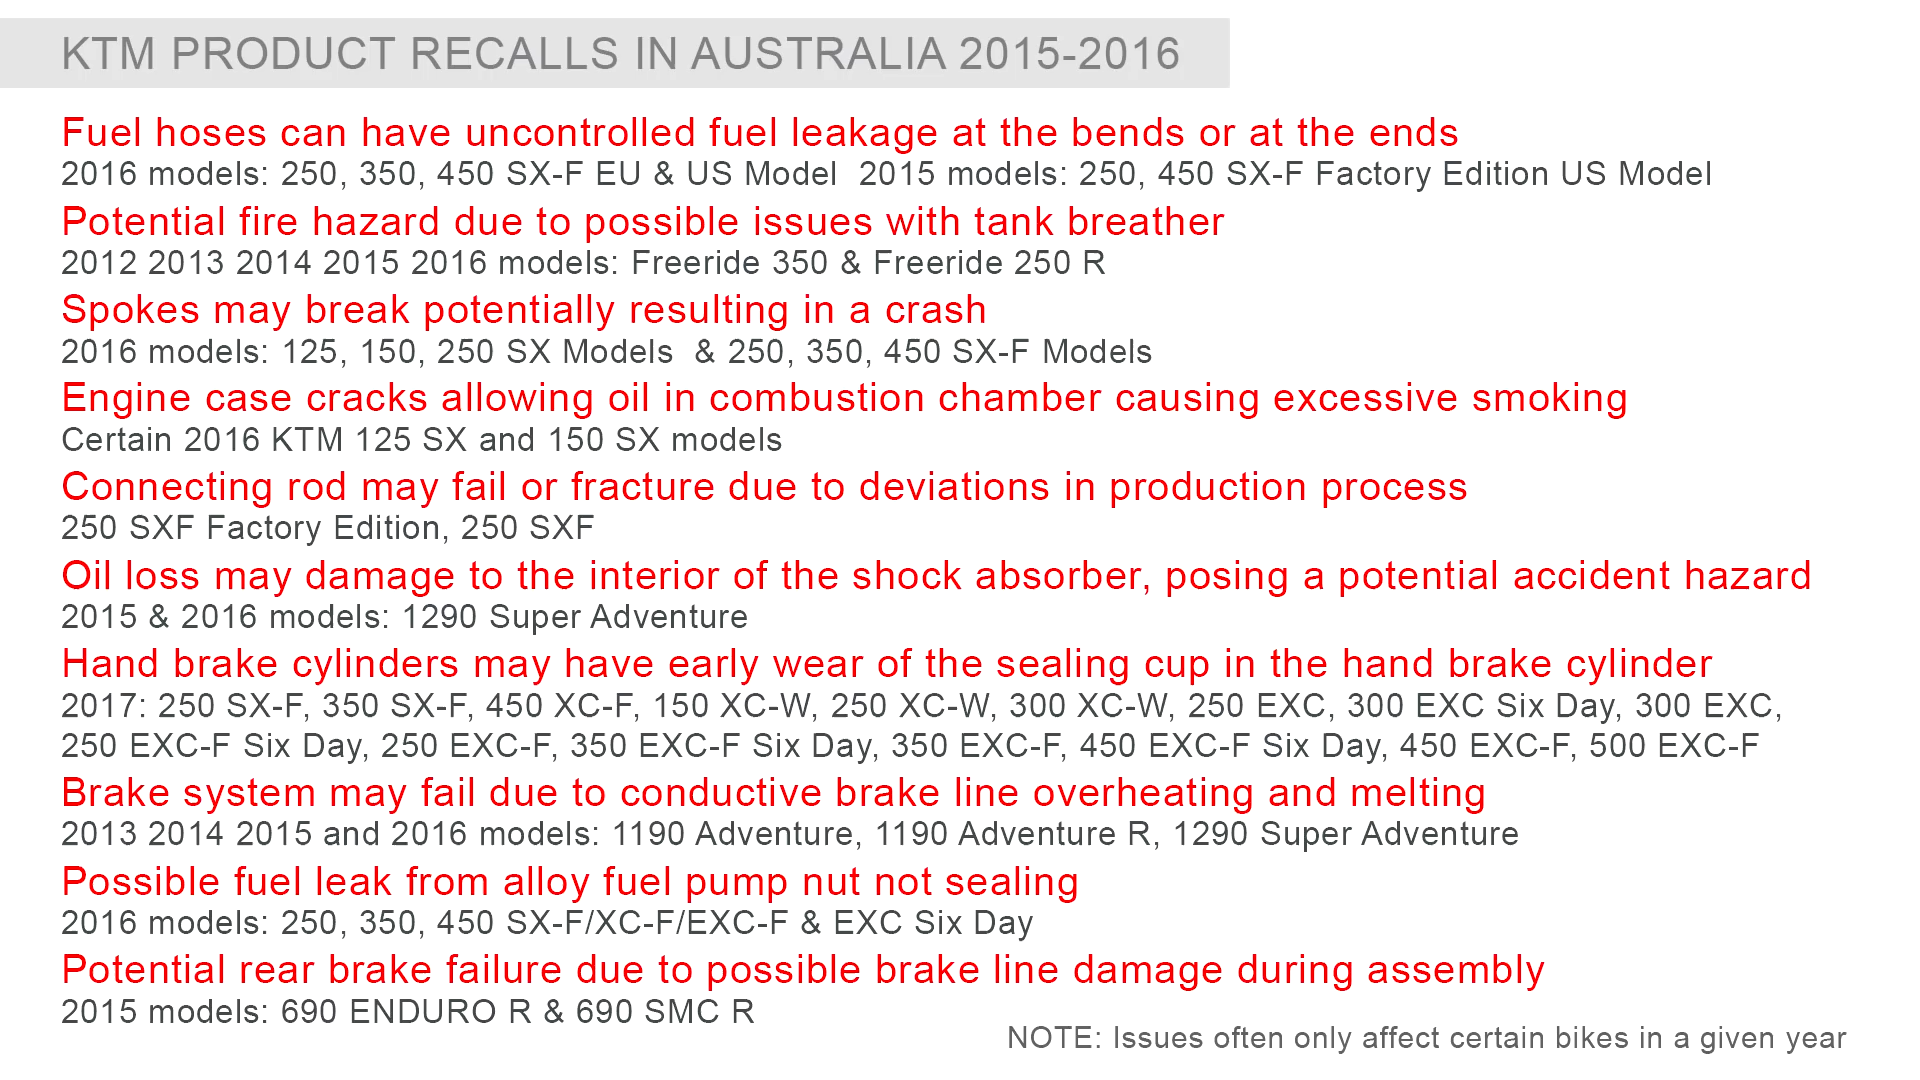 KTM PRODUCT RECALLS IN AUSTRALIA 2015-2016
Fuel hoses can have uncontrolled fuel leakage at the bends or at the ends
2016 models: 250, 350, 450 SX-F EU & US Model  2015 models: 250, 450 SX-F Factory Edition US Model
Potential fire hazard due to possible issues with tank breather
2012 2013 2014 2015 2016 models: Freeride 350 & Freeride 250 R
Spokes may break potentially resulting in a crash
2016 models: 125, 150, 250 SX Models  & 250, 350, 450 SX-F Models
Engine case cracks allowing oil in combustion chamber causing excessive smoking
Certain 2016 KTM 125 SX and 150 SX models
Connecting rod may fail or fracture due to deviations in production process
250 SXF Factory Edition, 250 SXF
Oil loss may damage to the interior of the shock absorber, posing a potential accident hazard
2015 & 2016 models: 1290 Super Adventure
Hand brake cylinders may have early wear of the sealing cup in the hand brake cylinder
2017: 250 SX-F, 350 SX-F, 450 XC-F, 150 XC-W, 250 XC-W, 300 XC-W, 250 EXC, 300 EXC Six Day, 300 EXC,
250 EXC-F Six Day, 250 EXC-F, 350 EXC-F Six Day, 350 EXC-F, 450 EXC-F Six Day, 450 EXC-F, 500 EXC-F
Brake system may fail due to conductive brake line overheating and melting
2013 2014 2015 and 2016 models: 1190 Adventure, 1190 Adventure R, 1290 Super Adventure
Possible fuel leak from alloy fuel pump nut not sealing
2016 models: 250, 350, 450 SX-F/XC-F/EXC-F & EXC Six Day
Potential rear brake failure due to possible brake line damage during assembly
2015 models: 690 ENDURO R & 690 SMC R
NOTE: Issues often only affect certain bikes in a given year